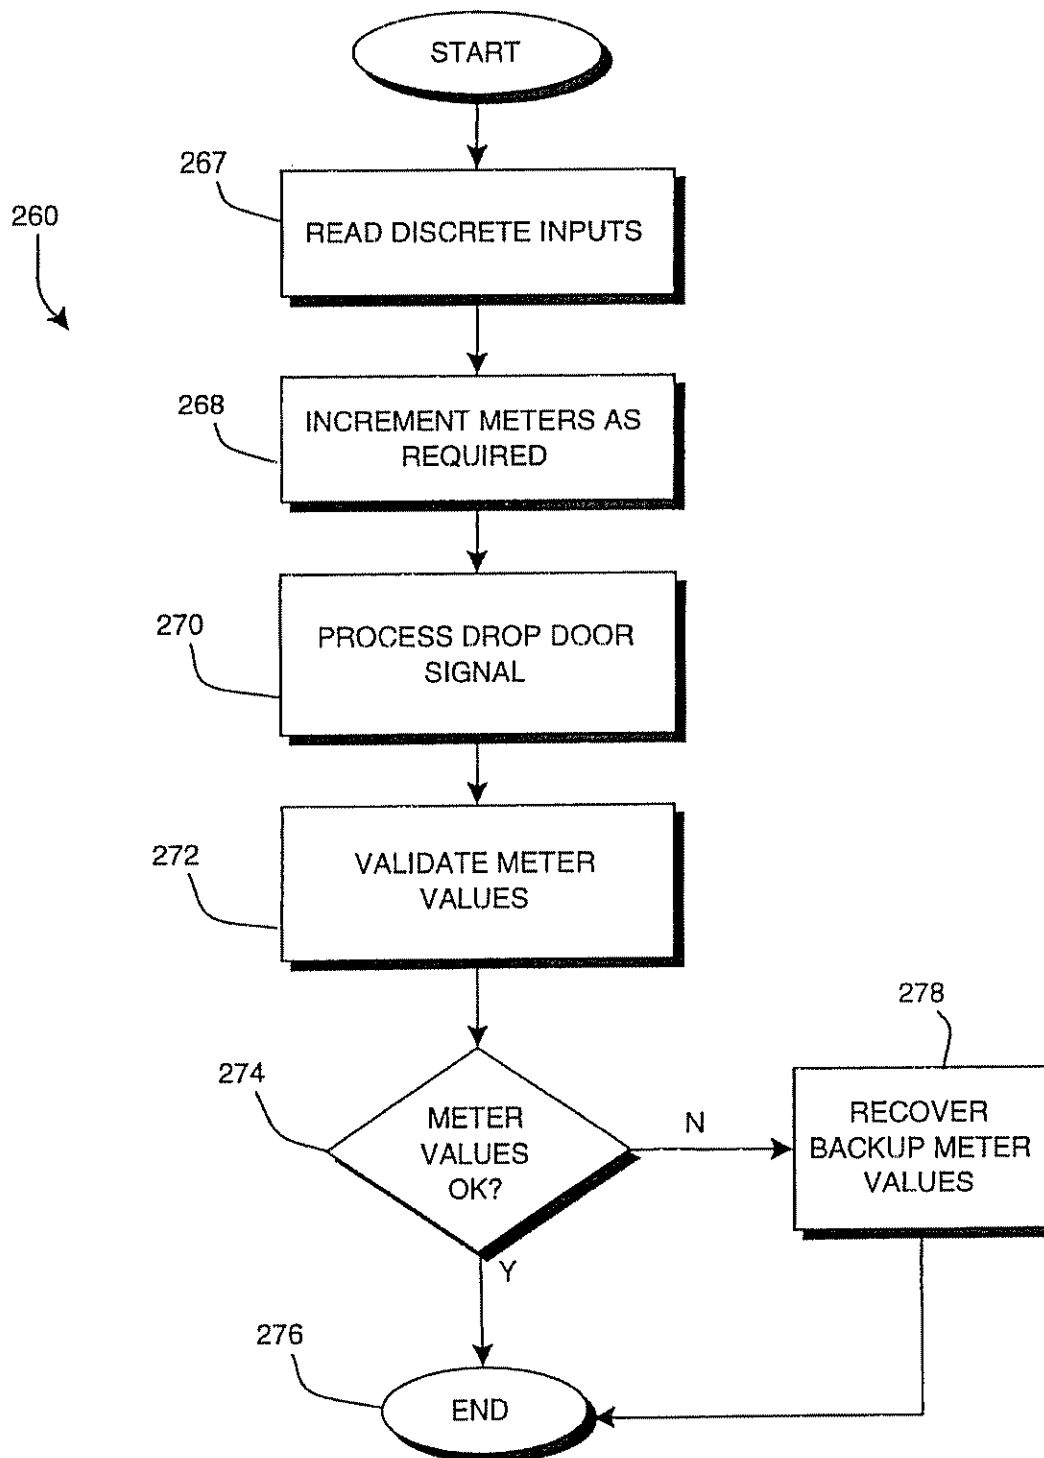 START
267
260
READ DISCRETE INPUTS
268
INCREMENT METERS AS
REQUIRED
270
PROCESS DROP DOOR
SIGNAL
272
VALIDATE METER
VALUES
278
274
METER
VALUES
OK?
N
RECOVER
BACKUP METER
VALUES
Y
276
END